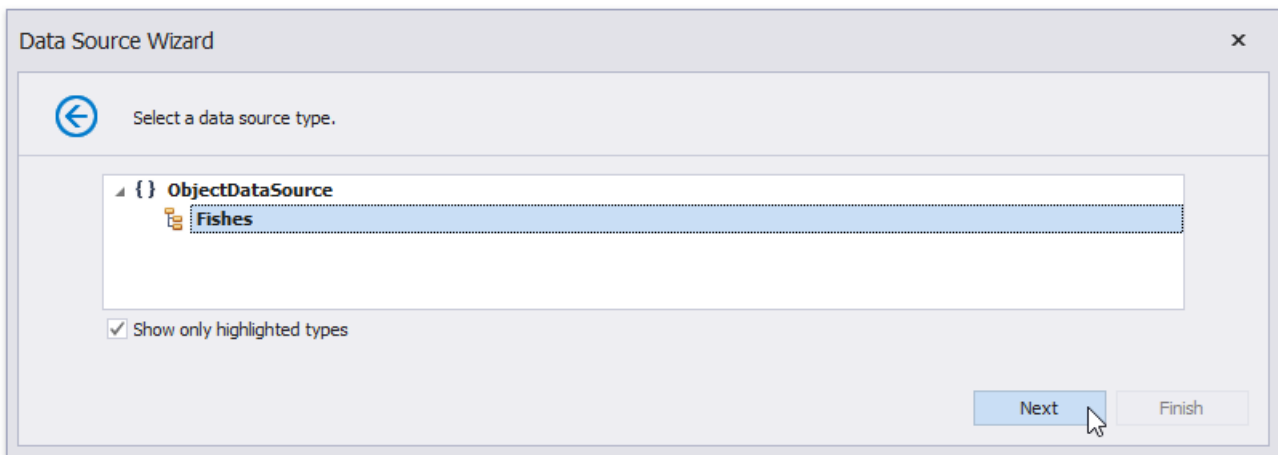 Data Source Wizard
Select a data source type.
{} ObjectDataSource
Fishes
Show only highlighted types
Next Finish